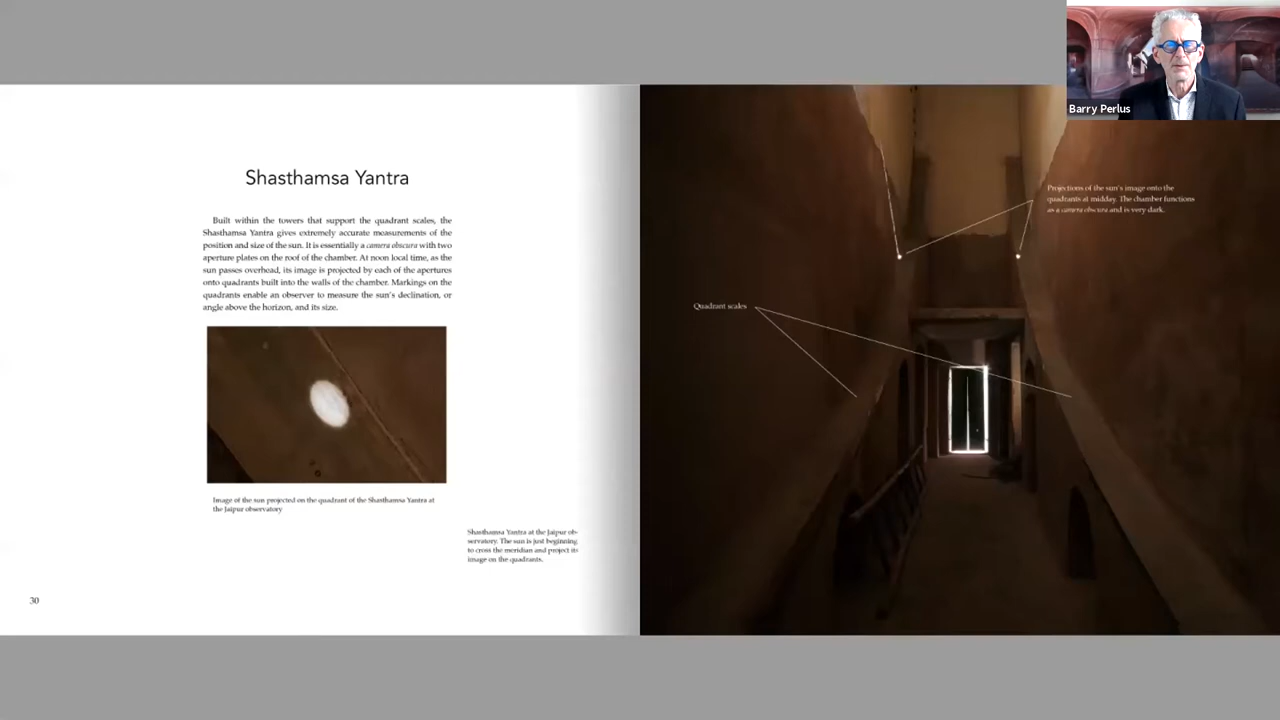 Barry Perlus
Shasthamsa Yantra
Built within the towers that support the quadrant scales, the
Shasthamsa Yantra gives extremely accurate measurements of the
position and size of the sun. It is essentially a camera obscura with two
aperture plates on the roof of the chamber. At noon local time, as the
sun passes overhead, its image is projected by each of the apertures
onto quadrants built into the walls of the chamber. Markings on the
quadrants enable an observer to measure the sun's declination, or
angle above the horizon, and its size.
Image of the sun projected on the quadrant of the Shasthamsa Yantra at
the Jaipur observatory
Shasthamsa Yantra at the Jaipur ob-
servatory. The sun is just beginning
to cross the meridian and project its
image on the quadrants.
30
Projections of the sun's image onto the
quadrants at midday. The chamber functions
as a camera obscura and is very dark.
Quadrant scales